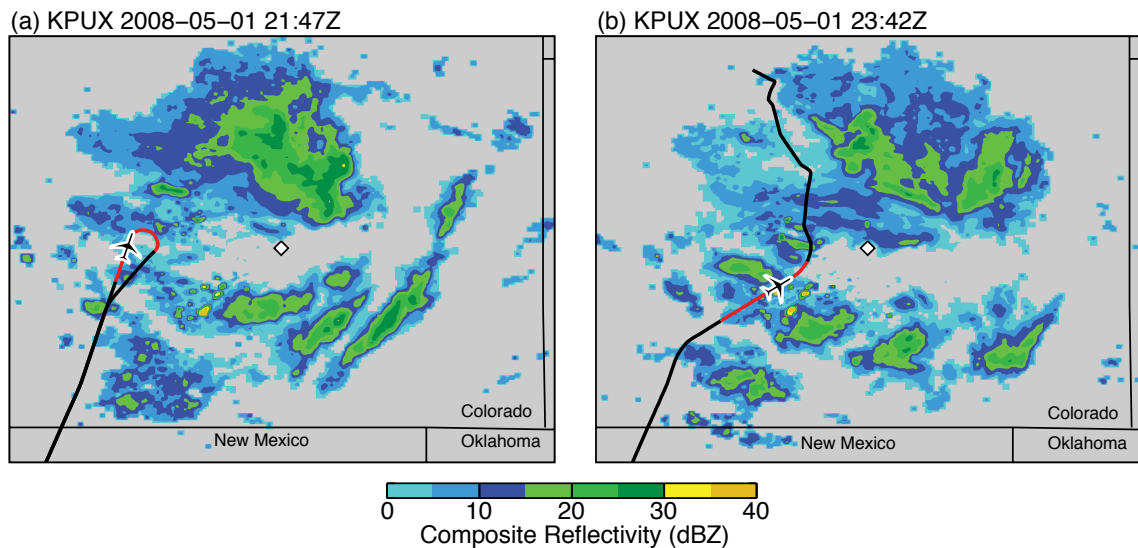 (a) KPUX 2008−05−01 21:47Z
(b) KPUX 2008−05−01 23:42Z
Colorado
New Mexico
Oklahoma
Colorado
New Mexico
Oklahoma
0 10 20 30 40
Composite Reflectivity (dBZ)